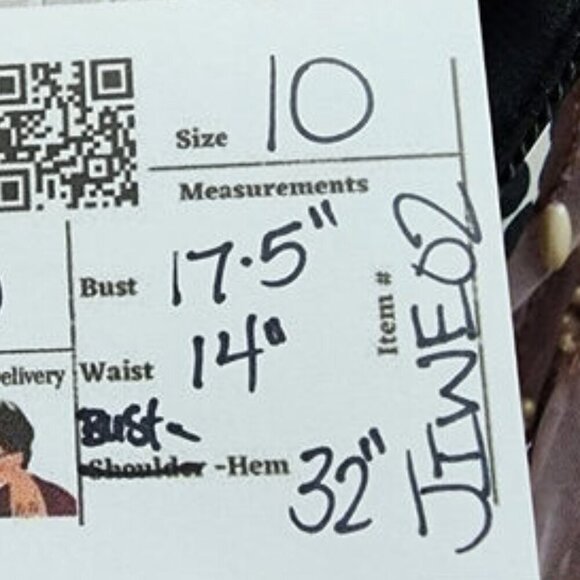 Size 10
Measurements
Bust 17.5"
Waist 14"
Bust-
Shoulder -Hem 32"
elivery
Item #
JIWE02